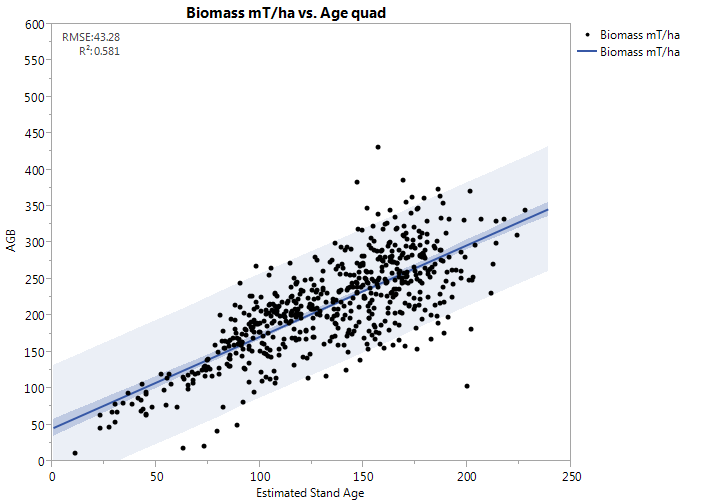 Biomass mT/ha vs. Age quad
RMSE:43.28
R²:0.581
Biomass mT/ha
Biomass mT/ha
AGB
600
550
500
450
400
350
300
250
200
150
100
50
0
0 50 100 150 200 250
Estimated Stand Age